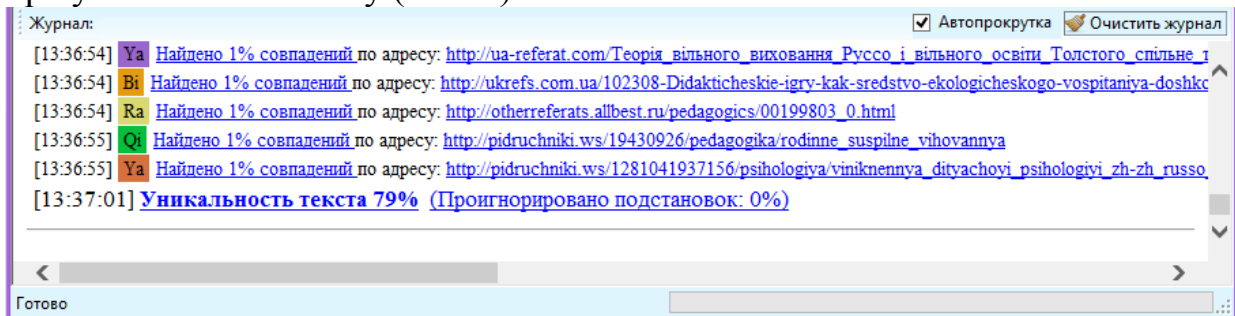 Журнал:
Автопрокрутка Очистить журнал
[13:36:54] Ya Найдено 1% совпадений по адресу: http://ua-referat.com/Теорія_вільного_виховання_Руссо_і_вільного_освіти_Толстого_спільне_
[13:36:54] Bi Найдено 1% совпадений по адресу: http://ukrefs.com.ua/102308-Didakticheskie-igry-kak-sredstvo-ekologicheskogo-vospitaniya-doshko
[13:36:54] Ra Найдено 1% совпадений по адресу: http://otherreferats.allbest.ru/pedagogics/00199803_0.html
[13:36:55] Qi Найдено 1% совпадений по адресу: http://pidruchniki.ws/19430926/pedagogika/rodinne_suspilne_vihovannya
[13:36:55] Ya Найдено 1% совпадений по адресу: http://pidruchniki.ws/1281041937156/psihologiya/viniknennya_dityachoyi_psihologiyi_zh-zh_russo_
[13:37:01] Уникальность текста 79% (Проигнорировано подстановок: 0%)
Готово